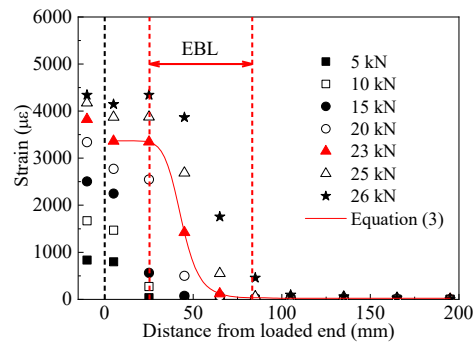 6000
5000
4000
3000
2000
1000
0
Strain (με)
EBL
5 kN
10 kN
15 kN
20 kN
23 kN
25 kN
26 kN
Equation (3)
0 50 100 150 200
Distance from loaded end (mm)